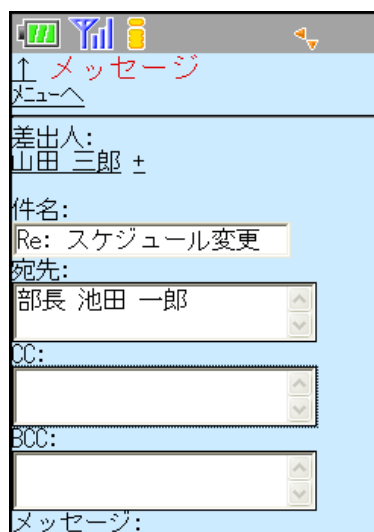 ↑ メッセージ
ﾒﾆｭｰへ
差出人:
山田 三郎 +
件名:
Re: スケジュール変更
宛先:
部長 池田 一郎
CC:
BCC:
メッセージ: